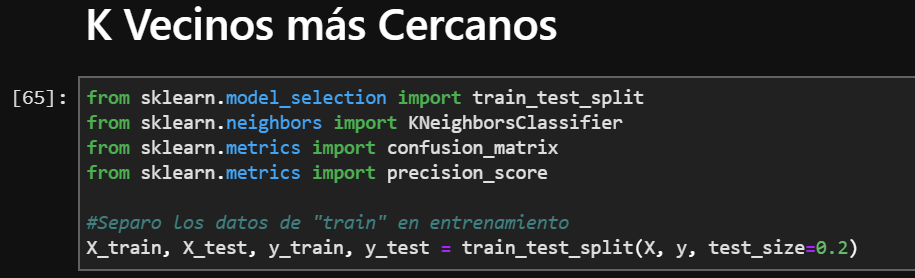 K Vecinos más Cercanos
[65]: from sklearn.model_selection import train_test_split
from sklearn.neighbors import KNeighborsClassifier
from sklearn.metrics import confusion_matrix
from sklearn.metrics import precision_score
#Separo los datos de "train" en entrenamiento
X_train, X_test, y_train, y_test = train_test_split(X, y, test_size=0.2)